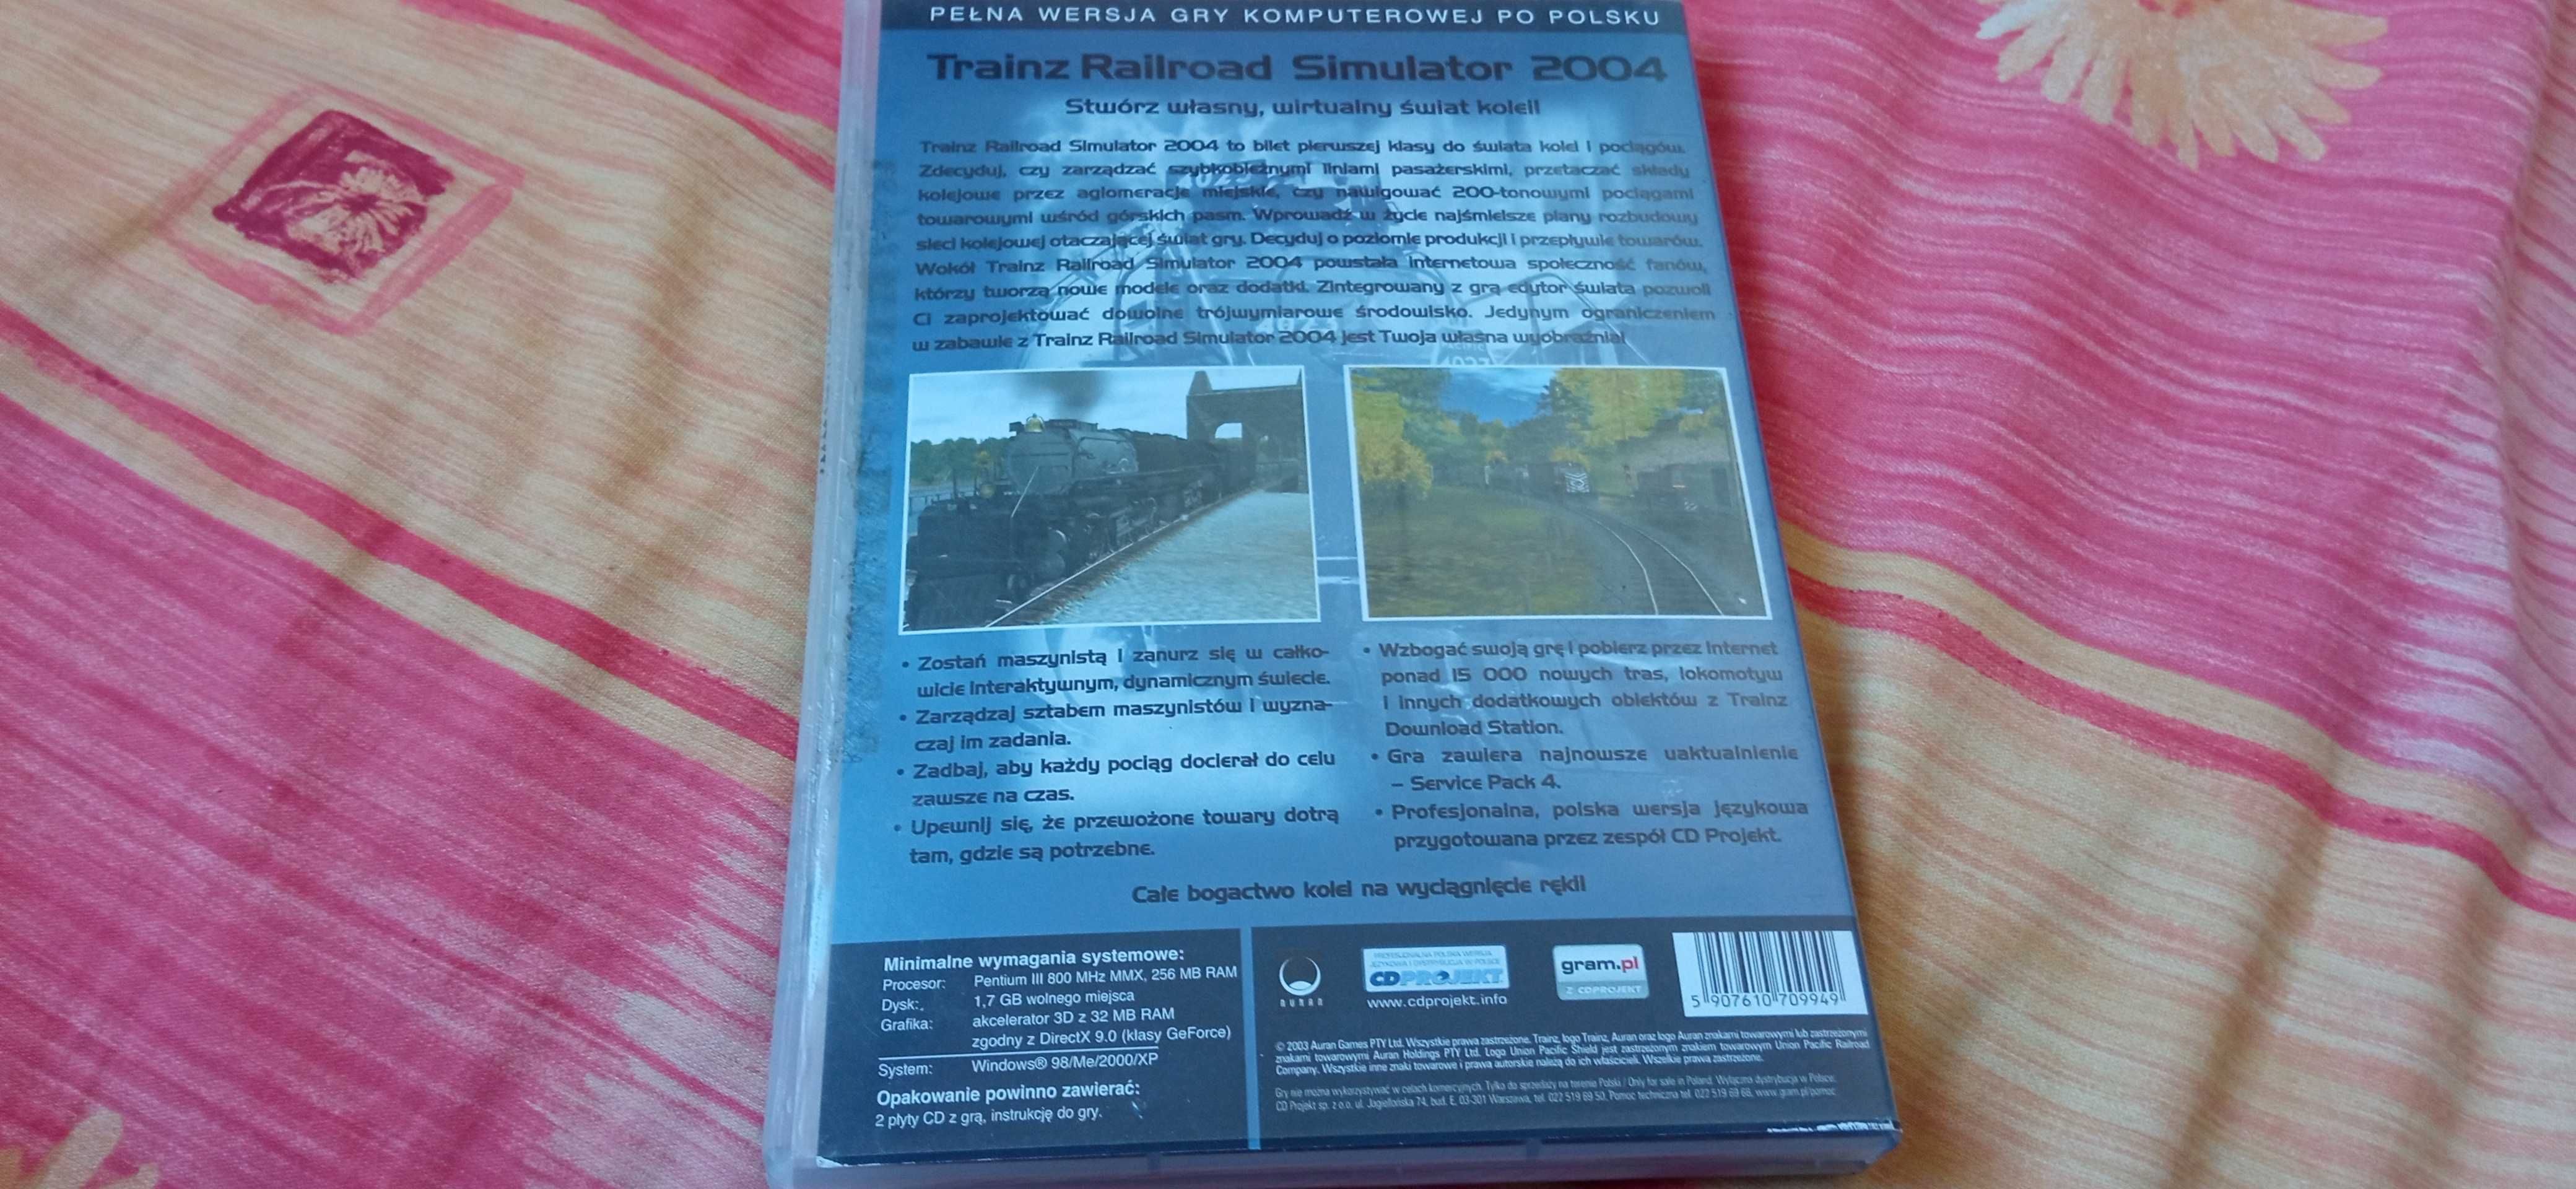 PEŁNA WERSJA GRY KOMPUTEROWEJ PO POLSKU
Trainz Railroad Simulator 2004
Stwórz własny, wirtualny świat kolei!
Trainz Railroad Simulator 2004 to bilet pierwszej klasy do świata kolei i pociągów.
Zdecyduj, czy zarządzać szybkobieżnymi liniami pasażerskimi, przetaczać składy
kolejowe przez aglomeracje miejskie, czy nawigować 200-tonowymi pociągami
towarowymi wśród górskich pasm. Wprowadź w życie najśmielsze plany rozbudowy
sieci kolejowej otaczającej świat gry. Decyduj o poziomie produkcji i przepływie towarów.
Wokół Trainz Railroad Simulator 2004 powstała internetowa społeczność fanów,
którzy tworzą nowe modele oraz dodatki. Zintegrowany z grą edytor świata pozwoli
Ci zaprojektować dowolne trójwymiarowe środowisko. Jedynym ograniczeniem
w zabawie z Trainz Railroad Simulator 2004 jest Twoja własna wyobraźnia!
• Zostań maszynistą i zanurz się w całko-
wicie interaktywnym, dynamicznym świecie.
• Zarządzaj sztabem maszynistów i wyzna-
czaj im zadania.
• Zadbaj, aby każdy pociąg docierał do celu
zawsze na czas.
• Upewnij się, że przewożone towary dotrą
tam, gdzie są potrzebne.
• Wzbogać swoją grę i pobierz przez internet
ponad 15 000 nowych tras, lokomotyw
i innych dodatkowych obiektów z Trainz
Download Station.
• Gra zawiera najnowsze uaktualnienie
– Service Pack 4.
• Profesjonalna, polska wersja językowa
przygotowana przez zespół CD Projekt.
Całe bogactwo kolei na wyciągnięcie ręki!
Minimalne wymagania systemowe:
Procesor: Pentium III 800 MHz MMX, 256 MB RAM
Dysk: 1,7 GB wolnego miejsca
Grafika: akcelerator 3D z 32 MB RAM
zgodny z DirectX 9.0 (klasy GeForce)
System: Windows® 98/Me/2000/XP
Opakowanie powinno zawierać:
2 płyty CD z grą, instrukcję do gry.
AURAN
PROFESJONALNA POLSKA WERSJA
JĘZYKOWA I DYSTRYBUCJA W POLSCE
CDPROJEKT
www.cdprojekt.info
gram.pl
Z CDPROJEKT
5 907610 709949
© 2003 Auran Games PTY Ltd. Wszystkie prawa zastrzeżone. Trainz, logo Trainz, Auran oraz logo Auran znakami towarowymi lub zastrzeżonymi
znakami towarowymi Auran Holdings PTY Ltd. Logo Union Pacific Shield jest zastrzeżonym znakiem towarowym Union Pacific Railroad
Company. Wszystkie inne znaki towarowe i prawa autorskie należą do ich właścicieli. Wszelkie prawa zastrzeżone.
Gry nie można wykorzystywać w celach komercyjnych. Tylko do sprzedaży na terenie Polski / Only for sale in Poland. Wyłączna dystrybucja w Polsce:
CD Projekt sp. z o.o. ul. Jagiellońska 74, bud. E, 03-301 Warszawa, tel. 022 519 69 50. Pomoc techniczna tel. 022 519 69 66, www.gram.pl/pomoc